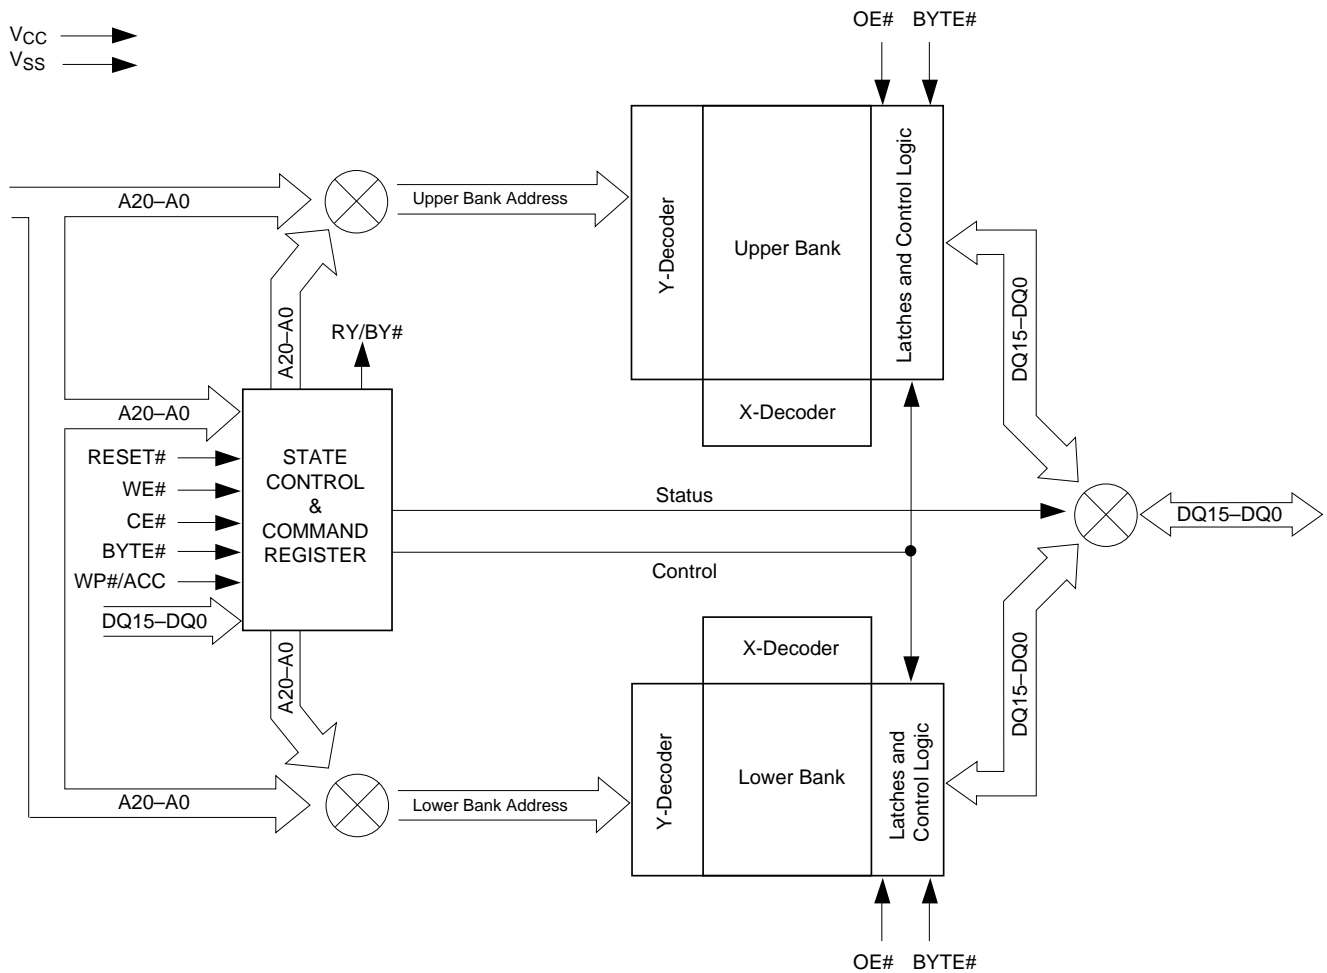 VCC
VSS
OE# BYTE#
A20–A0
Upper Bank Address
Y-Decoder
Upper Bank
Latches and Control Logic
X-Decoder
A20–A0
RY/BY#
DQ15–DQ0
A20–A0
RESET#
WE#
CE#
BYTE#
WP#/ACC
DQ15–DQ0
STATE
CONTROL
&
COMMAND
REGISTER
Status
Control
DQ15–DQ0
A20–A0
X-Decoder
DQ15–DQ0
A20–A0
Lower Bank Address
Y-Decoder
Lower Bank
Latches and
Control Logic
OE# BYTE#